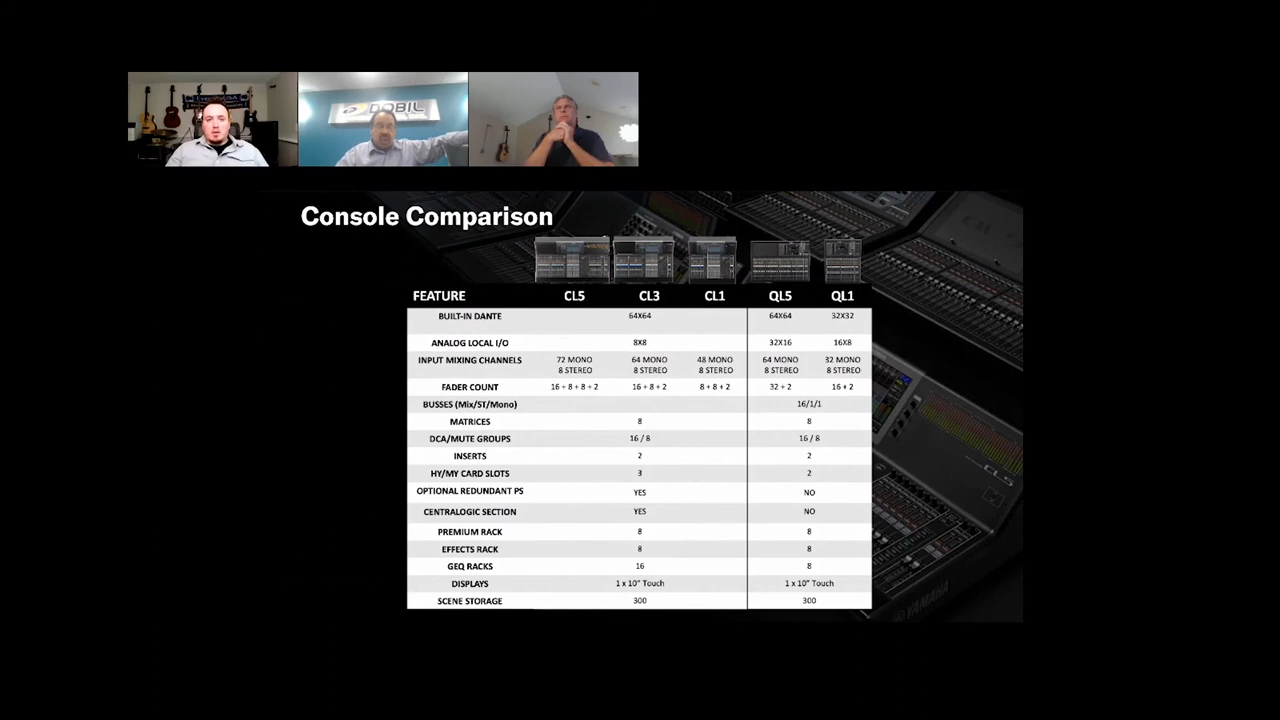 DOBIL
Console Comparison
FEATURE CL5 CL3 CL1 QL5 QL1
BUILT-IN DANTE 64X64 64X64 32X32
ANALOG LOCAL I/O 8X8 32X16 16X8
INPUT MIXING CHANNELS 72 MONO 64 MONO 48 MONO 64 MONO 32 MONO
8 STEREO 8 STEREO 8 STEREO 8 STEREO 8 STEREO
FADER COUNT 16 + 8 + 8 + 2 16 + 8 + 2 8 + 8 + 2 32 + 2 16 + 2
BUSSES (Mix/ST/Mono) 16/1/1
MATRICES 8 8
DCA/MUTE GROUPS 16 / 8 16 / 8
INSERTS 2 2
HY/MY CARD SLOTS 3 2
OPTIONAL REDUNDANT PS YES NO
CENTRALOGIC SECTION YES NO
PREMIUM RACK 8 8
EFFECTS RACK 8 8
GEQ RACKS 16 8
DISPLAYS 1 x 10" Touch 1 x 10" Touch
SCENE STORAGE 300 300
CL5
YAMAHA